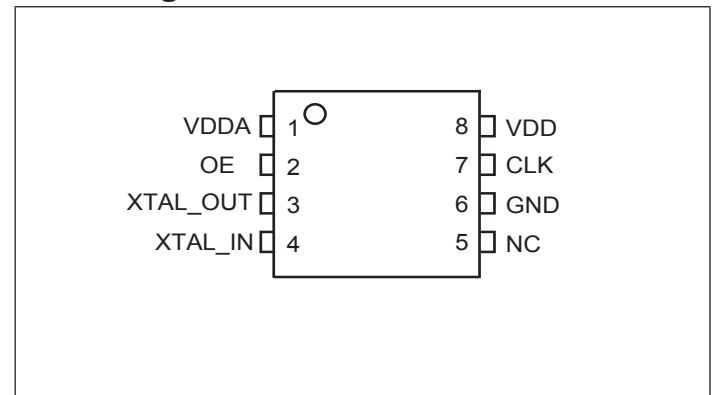 VDDA 1 8 VDD
OE 2 7 CLK
XTAL_OUT 3 6 GND
XTAL_IN 4 5 NC